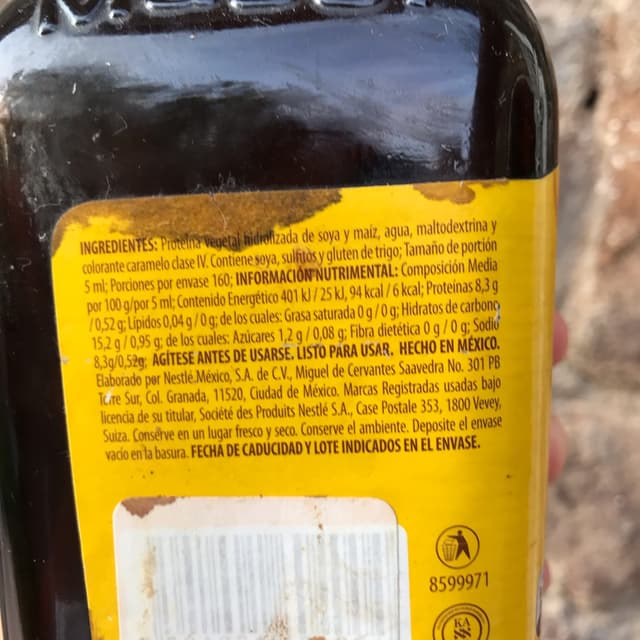 INGREDIENTES: Proteína vegetal hidrolizada de soya y maíz, agua, maltodextrina y
colorante caramelo clase IV. Contiene soya, sulfitos y gluten de trigo; Tamaño de porción
5 ml; Porciones por envase 160; INFORMACIÓN NUTRIMENTAL: Composición Media
por 100 g/por 5 ml; Contenido Energético 401 kJ / 25 kJ, 94 kcal / 6 kcal; Proteínas 8,3 g
/ 0,52 g; Lípidos 0,04 g / 0 g; de los cuales: Grasa saturada 0 g / 0 g; Hidratos de carbono
15,2 g / 0,95 g; de los cuales: Azúcares 1,2 g / 0,08 g; Fibra dietética 0 g / 0 g; Sodio
8,3g/0,52g; AGÍTESE ANTES DE USARSE. LISTO PARA USAR. HECHO EN MÉXICO.
Elaborado por Nestlé México, S.A. de C.V., Miguel de Cervantes Saavedra No. 301 PB
Torre Sur, Col. Granada, 11520, Ciudad de México. Marcas Registradas usadas bajo
licencia de su titular, Société des Produits Nestlé S.A., Case Postale 353, 1800 Vevey,
Suiza. Consérve en un lugar fresco y seco. Conserve el ambiente. Deposite el envase
vacío en la basura. FECHA DE CADUCIDAD Y LOTE INDICADOS EN EL ENVASE.
8599971
KA